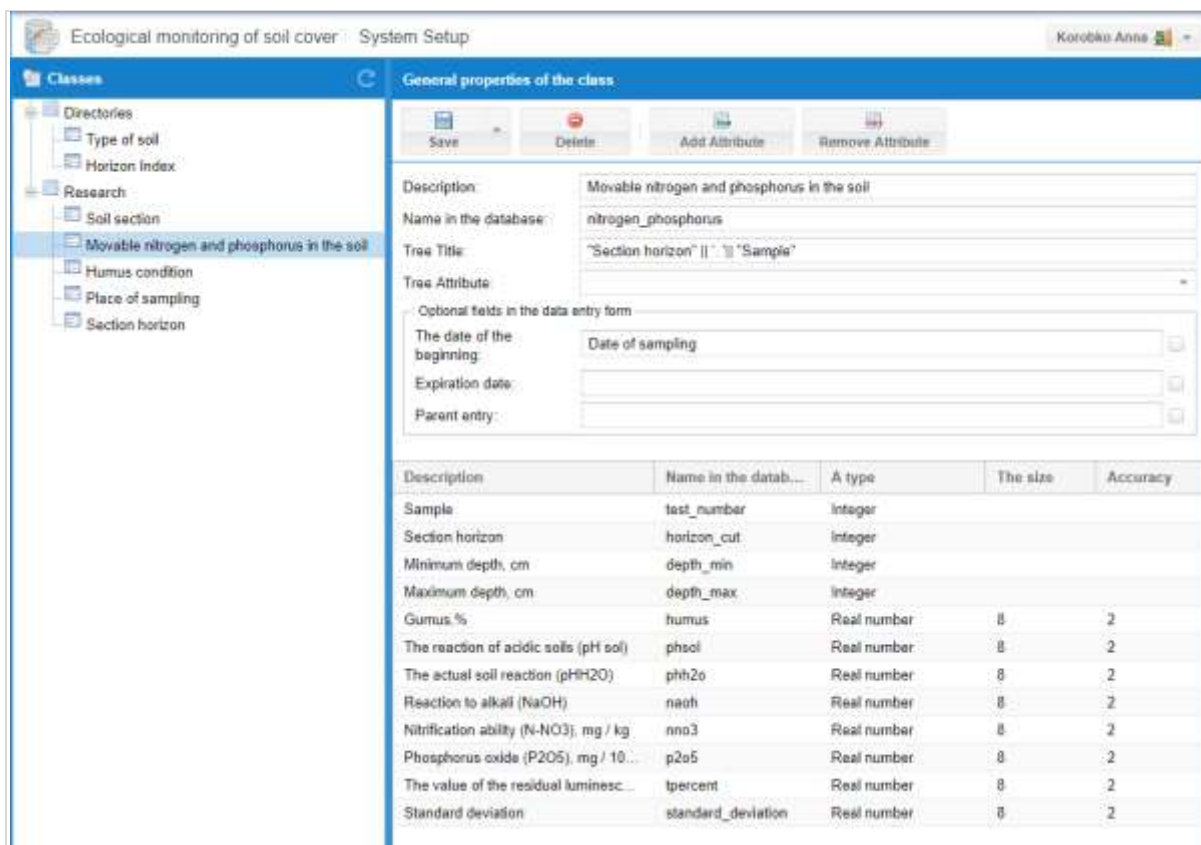 Ecological monitoring of soil cover System Setup
Korobko Anna
Classes
Directories
Type of soil
Horizon Index
Research
Soil section
Movable nitrogen and phosphorus in the soil
Humus condition
Place of sampling
Section horizon
General properties of the class
Save Delete Add Attribute Remove Attribute
Description: Movable nitrogen and phosphorus in the soil
Name in the database: nitrogen_phosphorus
Tree Title: "Section horizon" || '. '|| "Sample"
Tree Attribute:
Optional fields in the data entry form
The date of the
beginning: Date of sampling
Expiration date:
Parent entry:
Description Name in the datab... A type The size Accuracy
Sample test_number Integer
Section horizon horizon_cut Integer
Minimum depth, cm depth_min Integer
Maximum depth, cm depth_max Integer
Gumus,% humus Real number 8 2
The reaction of acidic soils (pH sol) phsol Real number 8 2
The actual soil reaction (pHH2O) phh2o Real number 8 2
Reaction to alkali (NaOH) naoh Real number 8 2
Nitrification ability (N-NO3), mg / kg nno3 Real number 8 2
Phosphorus oxide (P2O5), mg / 10... p2o5 Real number 8 2
The value of the residual luminesc... tpercent Real number 8 2
Standard deviation standard_deviation Real number 8 2